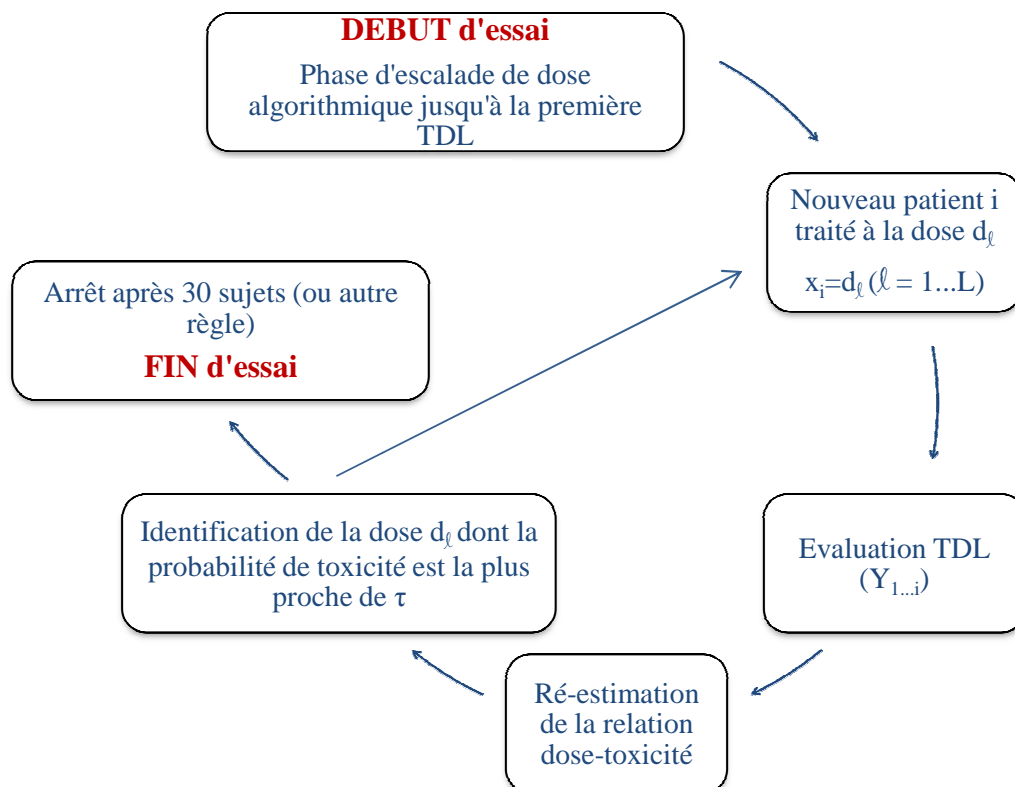 DEBUT d'essai
Phase d'escalade de dose
algorithmique jusqu'à la première
TDL
Nouveau patient i
traité à la dose dℓ
xi=dℓ (ℓ = 1...L)
Evaluation TDL
(Y1...i)
Ré-estimation
de la relation
dose-toxicité
Identification de la dose dℓ dont la
probabilité de toxicité est la plus
proche de τ
Arrêt après 30 sujets (ou autre
règle)
FIN d'essai